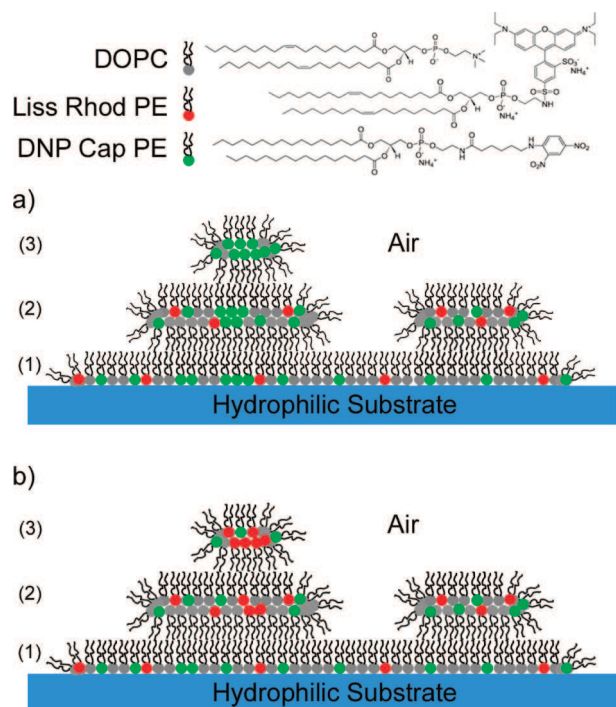 DOPC
Liss Rhod PE
DNP Cap PE
a)
(3)
Air
(2)
(1)
Hydrophilic Substrate
b)
(3)
Air
(2)
(1)
Hydrophilic Substrate